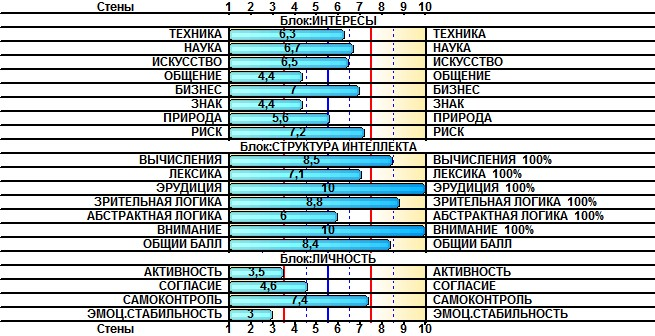 Стены 1 2 3 4 5 6 7 8 9 10 Стены
Блок:ИНТЕРЕСЫ
ТЕХНИКА 6,3 ТЕХНИКА
НАУКА 6,7 НАУКА
ИСКУССТВО 6,5 ИСКУССТВО
ОБЩЕНИЕ 4,4 ОБЩЕНИЕ
БИЗНЕС 7 БИЗНЕС
ЗНАК 4,4 ЗНАК
ПРИРОДА 5,6 ПРИРОДА
РИСК 7,2 РИСК
Блок:СТРУКТУРА ИНТЕЛЛЕКТА
ВЫЧИСЛЕНИЯ 8,5 ВЫЧИСЛЕНИЯ 100%
ЛЕКСИКА 7,1 ЛЕКСИКА 100%
ЭРУДИЦИЯ 10 ЭРУДИЦИЯ 100%
ЗРИТЕЛЬНАЯ ЛОГИКА 8,8 ЗРИТЕЛЬНАЯ ЛОГИКА 100%
АБСТРАКТНАЯ ЛОГИКА 6 АБСТРАКТНАЯ ЛОГИКА 100%
ВНИМАНИЕ 10 ВНИМАНИЕ 100%
ОБЩИЙ БАЛЛ 8,4 ОБЩИЙ БАЛЛ
Блок:ЛИЧНОСТЬ
АКТИВНОСТЬ 3,5 АКТИВНОСТЬ
СОГЛАСИЕ 4,6 СОГЛАСИЕ
САМОКОНТРОЛЬ 7,4 САМОКОНТРОЛЬ
ЭМОЦ.СТАБИЛЬНОСТЬ 3 ЭМОЦ.СТАБИЛЬНОСТЬ
Стены 1 2 3 4 5 6 7 8 9 10 Стены